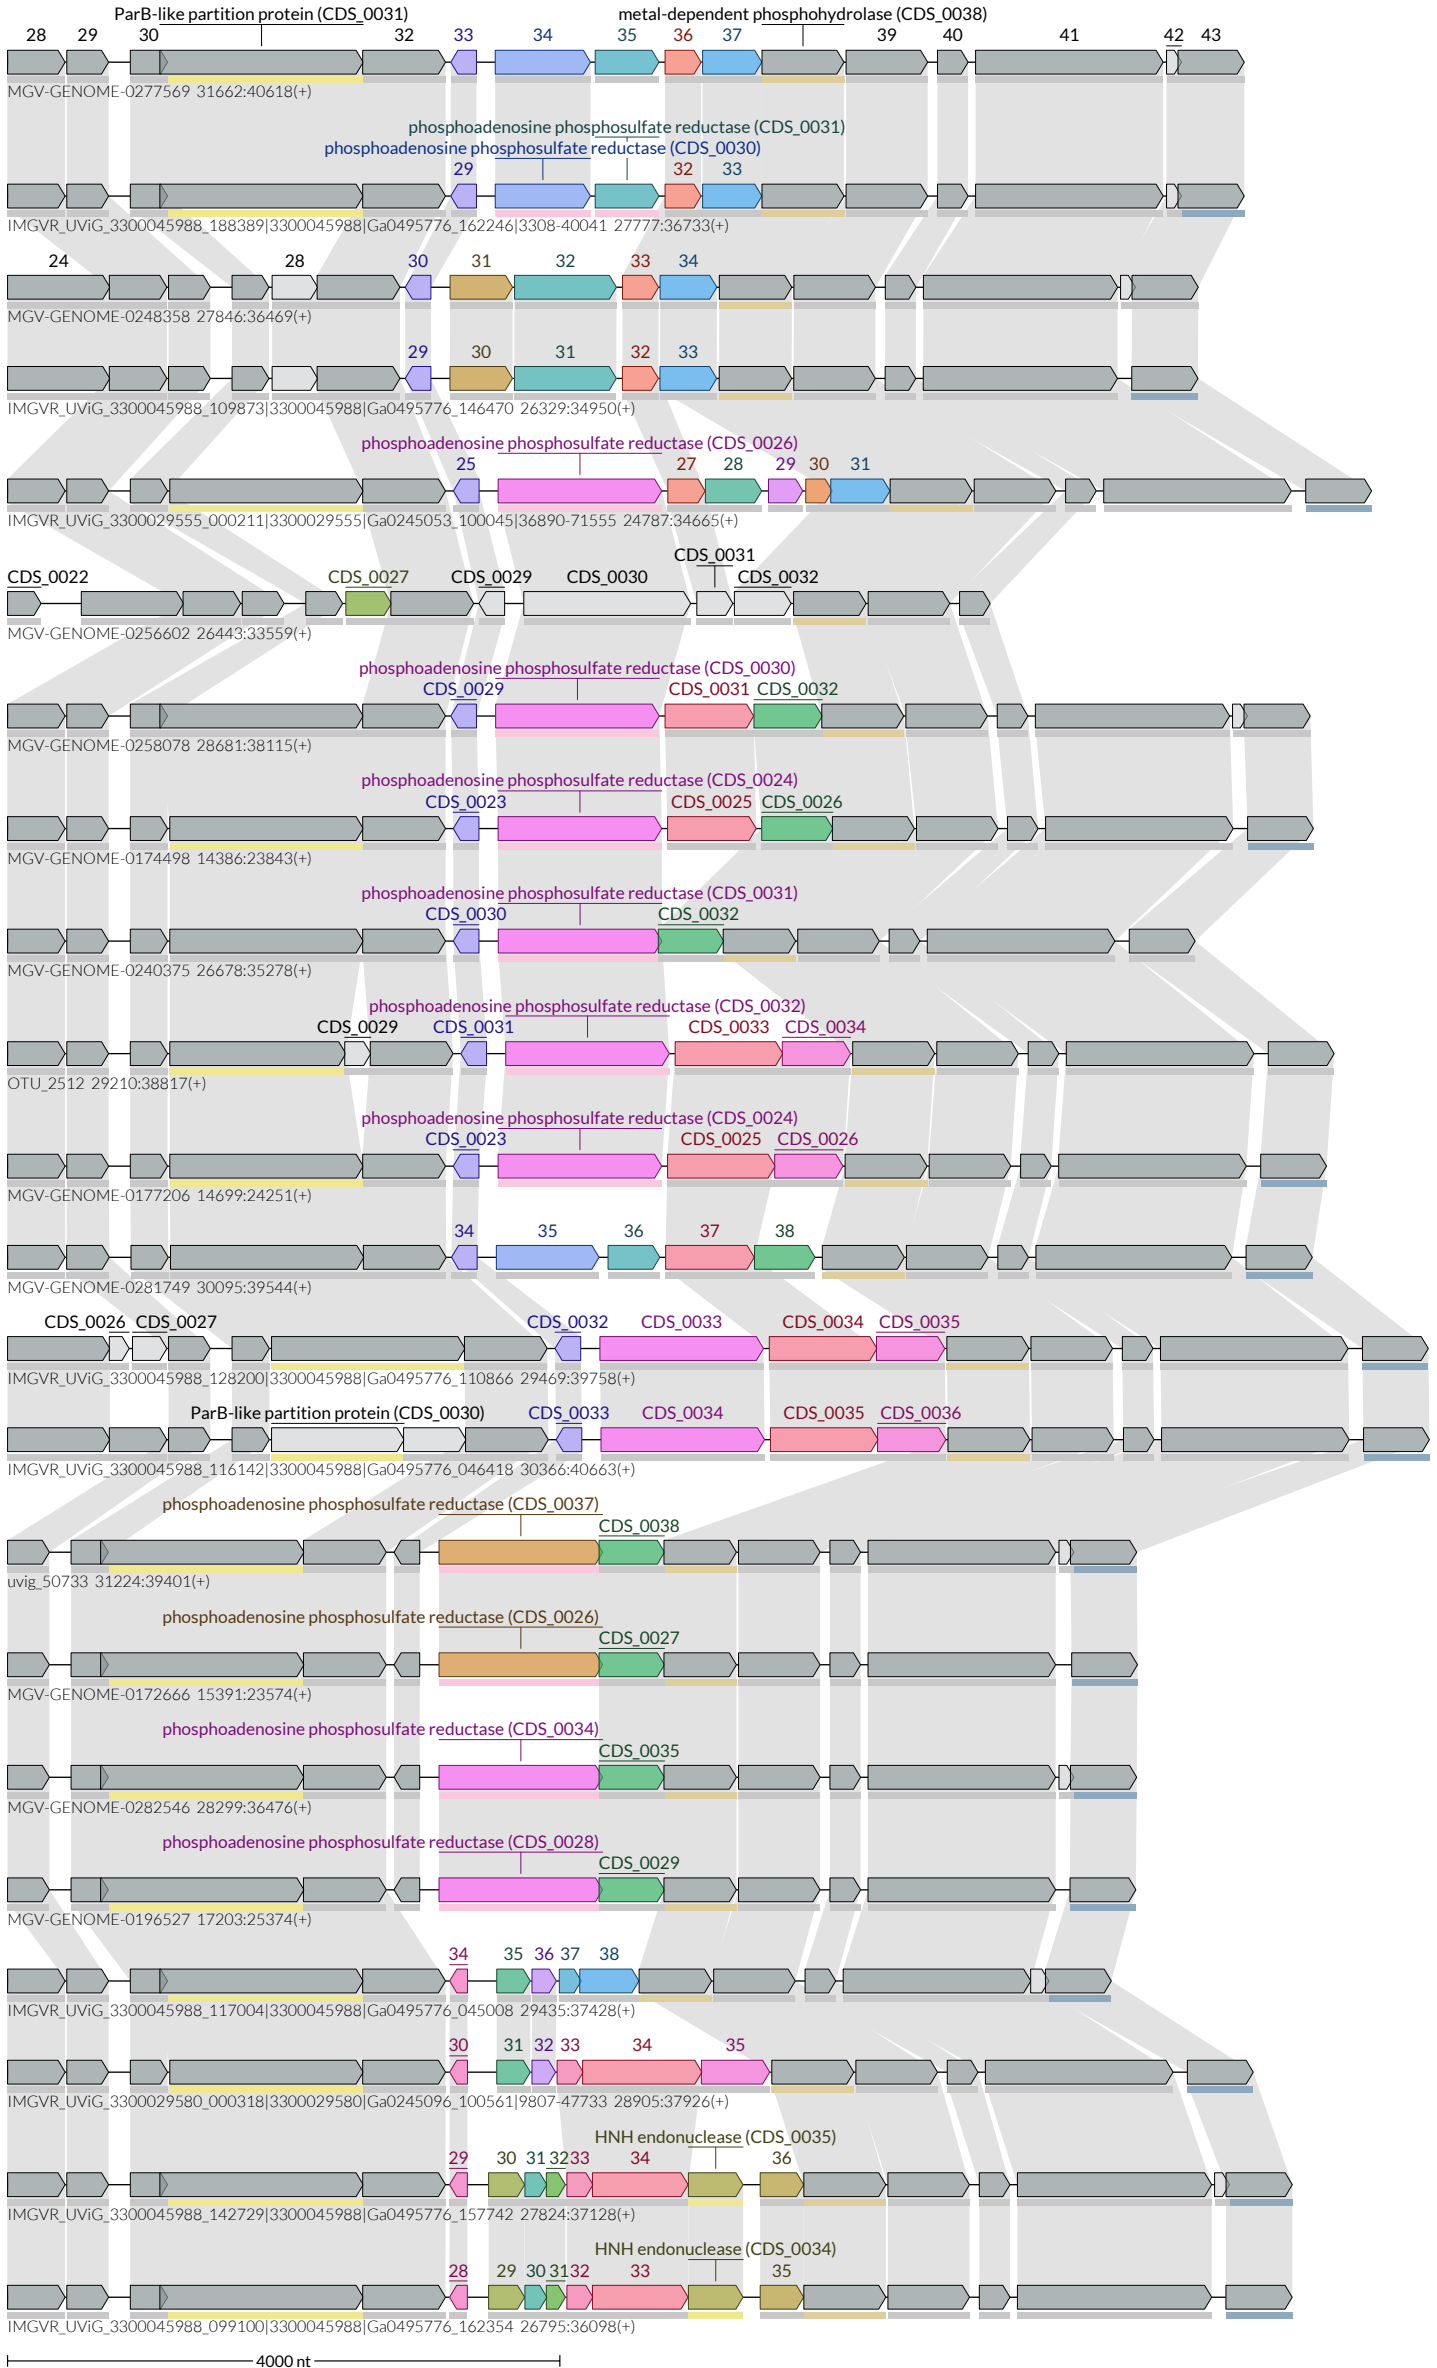 ParB-like partition protein (CDS_0031) metal-dependent phosphohydrolase (CDS_0038)
28 29 30 32 33 34 35 36 37 39 40 41 42 43
MGV-GENOME-0277569 31662:40618(+)
phosphoadenosine phosphosulfate reductase (CDS_0031)
phosphoadenosine phosphosulfate reductase (CDS_0030)
29 32 33
IMGVR_UViG_3300045988_188389|3300045988|Ga0495776_162246|3308-40041 27777:36733(+)
24 28 30 31 32 33 34
MGV-GENOME-0248358 27846:36469(+)
29 30 31 32 33
IMGVR_UViG_3300045988_109873|3300045988|Ga0495776_146470 26329:34950(+)
phosphoadenosine phosphosulfate reductase (CDS_0026)
25 27 28 29 30 31
IMGVR_UViG_3300029555_000211|3300029555|Ga0245053_100045|36890-71555 24787:34665(+)
CDS_0031
CDS_0022 CDS_0027 CDS_0029 CDS_0030 CDS_0032
MGV-GENOME-0256602 26443:33559(+)
phosphoadenosine phosphosulfate reductase (CDS_0030)
CDS_0029 CDS_0031 CDS_0032
MGV-GENOME-0258078 28681:38115(+)
phosphoadenosine phosphosulfate reductase (CDS_0024)
CDS_0023 CDS_0025 CDS_0026
MGV-GENOME-0174498 14386:23843(+)
phosphoadenosine phosphosulfate reductase (CDS_0031)
CDS_0030 CDS_0032
MGV-GENOME-0240375 26678:35278(+)
phosphoadenosine phosphosulfate reductase (CDS_0032)
CDS_0029 CDS_0031 CDS_0033 CDS_0034
OTU_2512 29210:38817(+)
phosphoadenosine phosphosulfate reductase (CDS_0024)
CDS_0023 CDS_0025 CDS_0026
MGV-GENOME-0177206 14699:24251(+)
34 35 36 37 38
MGV-GENOME-0281749 30095:39544(+)
CDS_0026 CDS_0027 CDS_0032 CDS_0033 CDS_0034 CDS_0035
IMGVR_UViG_3300045988_128200|3300045988|Ga0495776_110866 29469:39758(+)
ParB-like partition protein (CDS_0030) CDS_0033 CDS_0034 CDS_0035 CDS_0036
IMGVR_UViG_3300045988_116142|3300045988|Ga0495776_046418 30366:40663(+)
phosphoadenosine phosphosulfate reductase (CDS_0037)
CDS_0038
uvig_50733 31224:39401(+)
phosphoadenosine phosphosulfate reductase (CDS_0026)
CDS_0027
MGV-GENOME-0172666 15391:23574(+)
phosphoadenosine phosphosulfate reductase (CDS_0034)
CDS_0035
MGV-GENOME-0282546 28299:36476(+)
phosphoadenosine phosphosulfate reductase (CDS_0028)
CDS_0029
MGV-GENOME-0196527 17203:25374(+)
34 35 36 37 38
IMGVR_UViG_3300045988_117004|3300045988|Ga0495776_045008 29435:37428(+)
30 31 32 33 34 35
IMGVR_UViG_3300029580_000318|3300029580|Ga0245096_100561|9807-47733 28905:37926(+)
HNH endonuclease (CDS_0035)
29 30 31 32 33 34 36
IMGVR_UViG_3300045988_142729|3300045988|Ga0495776_157742 27824:37128(+)
HNH endonuclease (CDS_0034)
28 29 30 31 32 33 35
IMGVR_UViG_3300045988_099100|3300045988|Ga0495776_162354 26795:36098(+)
4000 nt